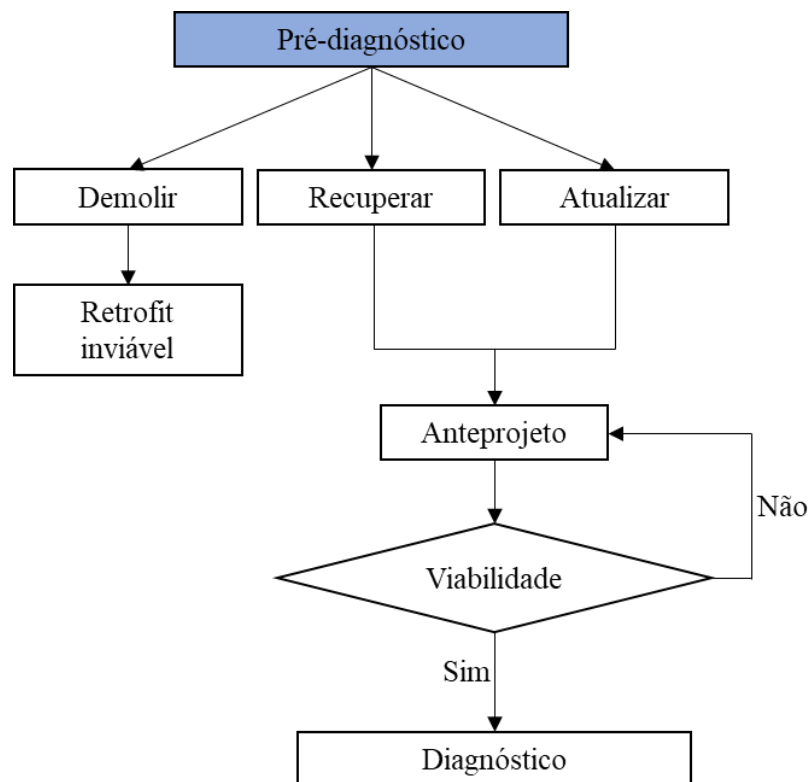 Pré-diagnóstico
Demolir
Recuperar
Atualizar
Retrofit
inviável
Anteprojeto
Não
Viabilidade
Sim
Diagnóstico